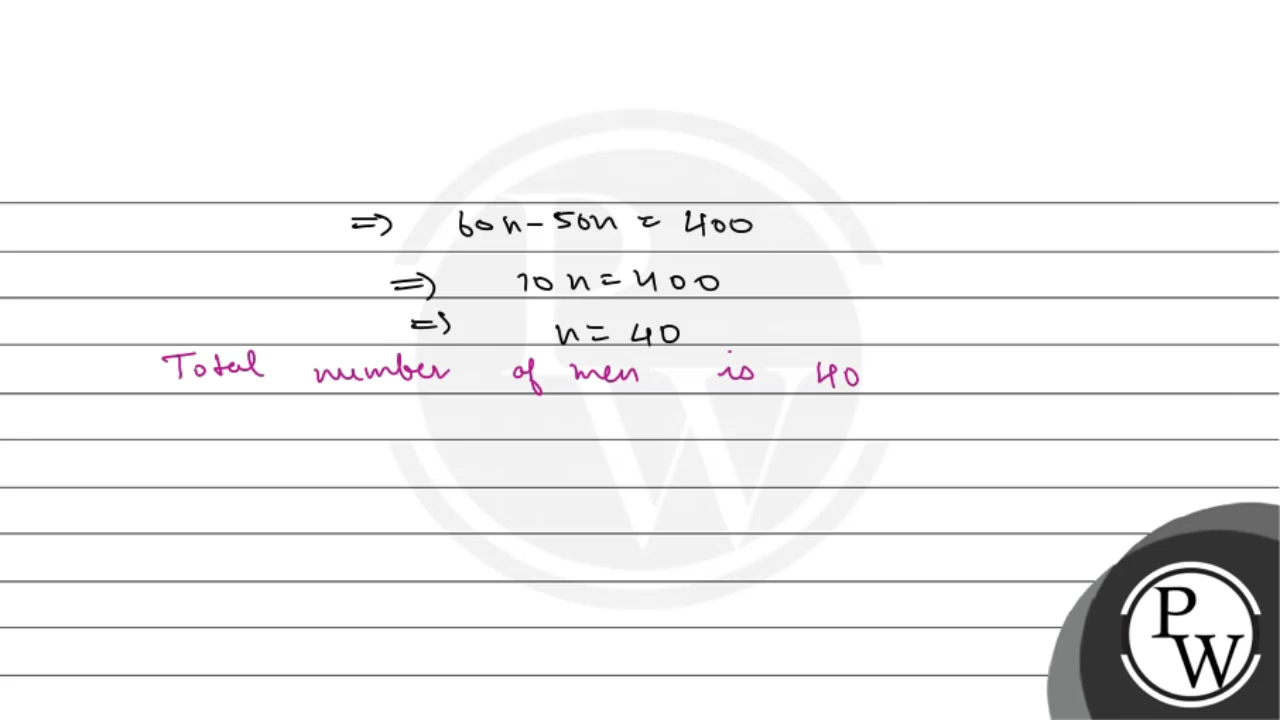 ⇒ 60n - 50n = 400
⇒ 10n = 400
⇒ n = 40
Total number of men is 40
P
W
P
W